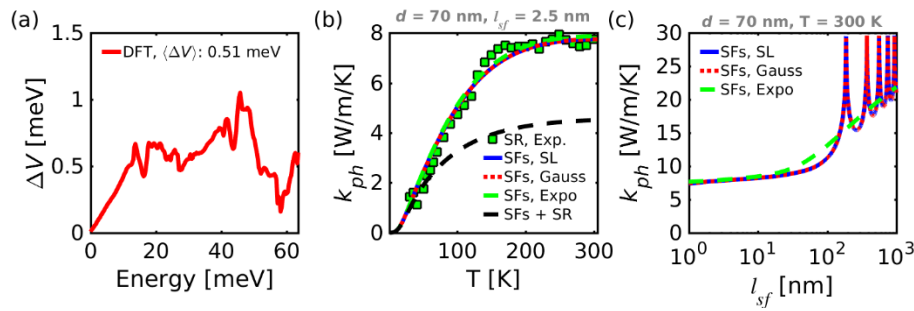 (a)
1.5
1
0.5
0
ΔV [meV]
DFT, ⟨ΔV⟩: 0.51 meV
0 20 40 60
Energy [meV]
(b)
d = 70 nm, l_sf = 2.5 nm
10
8
6
4
2
0
k_ph [W/m/K]
SR, Exp.
SFs, SL
SFs, Gauss
SFs, Expo
SFs + SR
100 200 300
T [K]
(c)
d = 70 nm, T = 300 K
30
25
20
15
10
5
0
k_ph [W/m/K]
SFs, SL
SFs, Gauss
SFs, Expo
10^0 10^1 10^2 10^3
l_sf [nm]